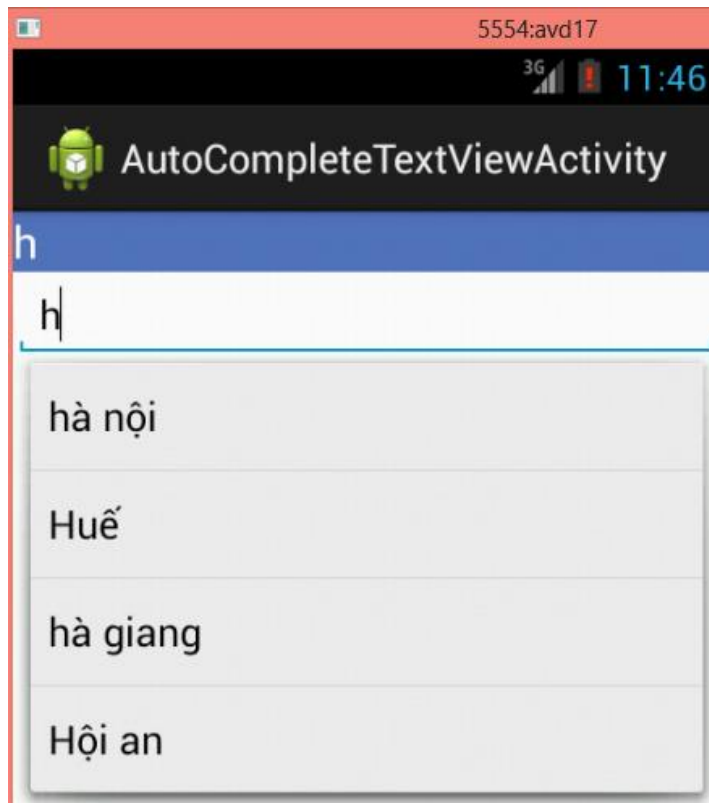 5554:avd17
3G 11:46
AutoCompleteTextViewActivity
h
h
hà nội
Huế
hà giang
Hội an